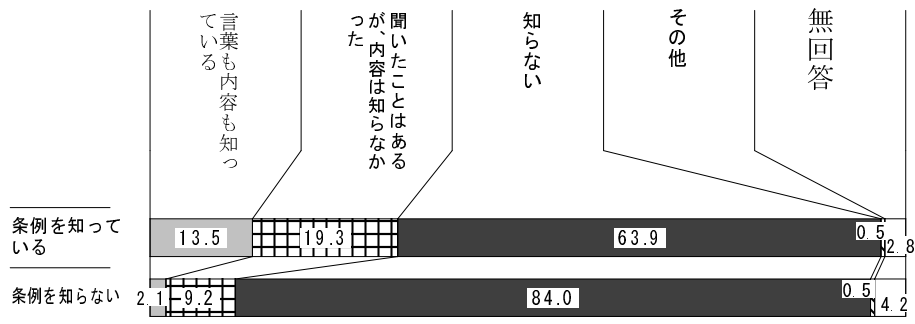 言葉も内容も知っ
ている
聞いたことはある
が、内容は知らなか
った
知らない
その他
無回答
条例を知って
いる
13.5
19.3
63.9
0.5
2.8
条例を知らない
2.1
9.2
84.0
0.5
4.2